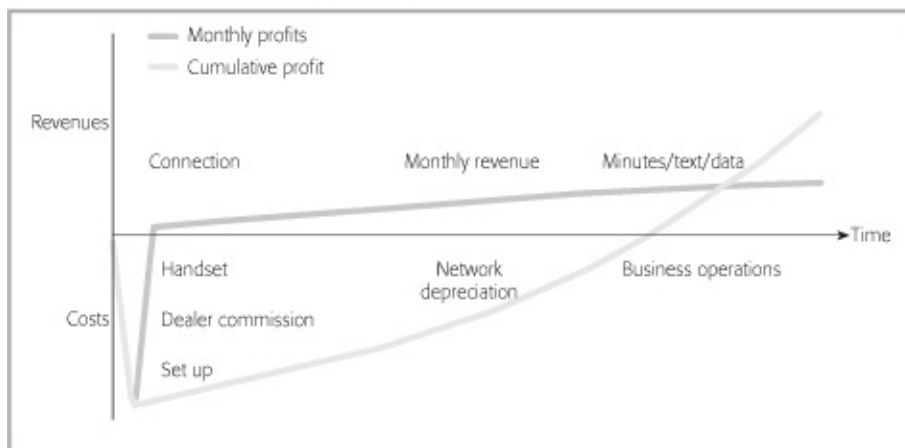 Monthly profits
Cumulative profit
Revenues
Connection
Monthly revenue
Minutes/text/data
Time
Handset
Network
depreciation
Business operations
Costs
Dealer commission
Set up